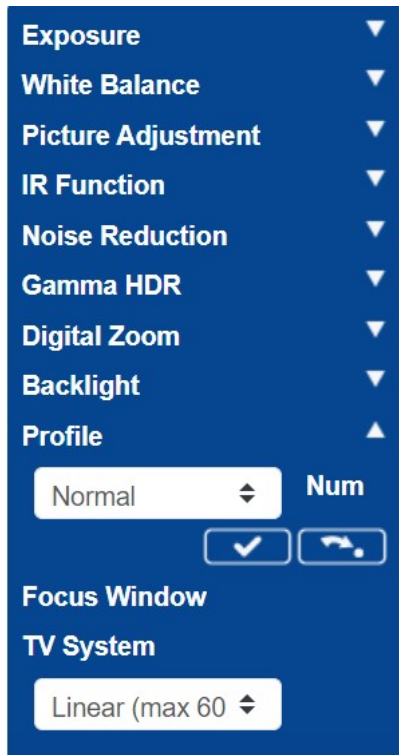 Exposure
White Balance
Picture Adjustment
IR Function
Noise Reduction
Gamma HDR
Digital Zoom
Backlight
Profile
Normal Num
Focus Window
TV System
Linear (max 60